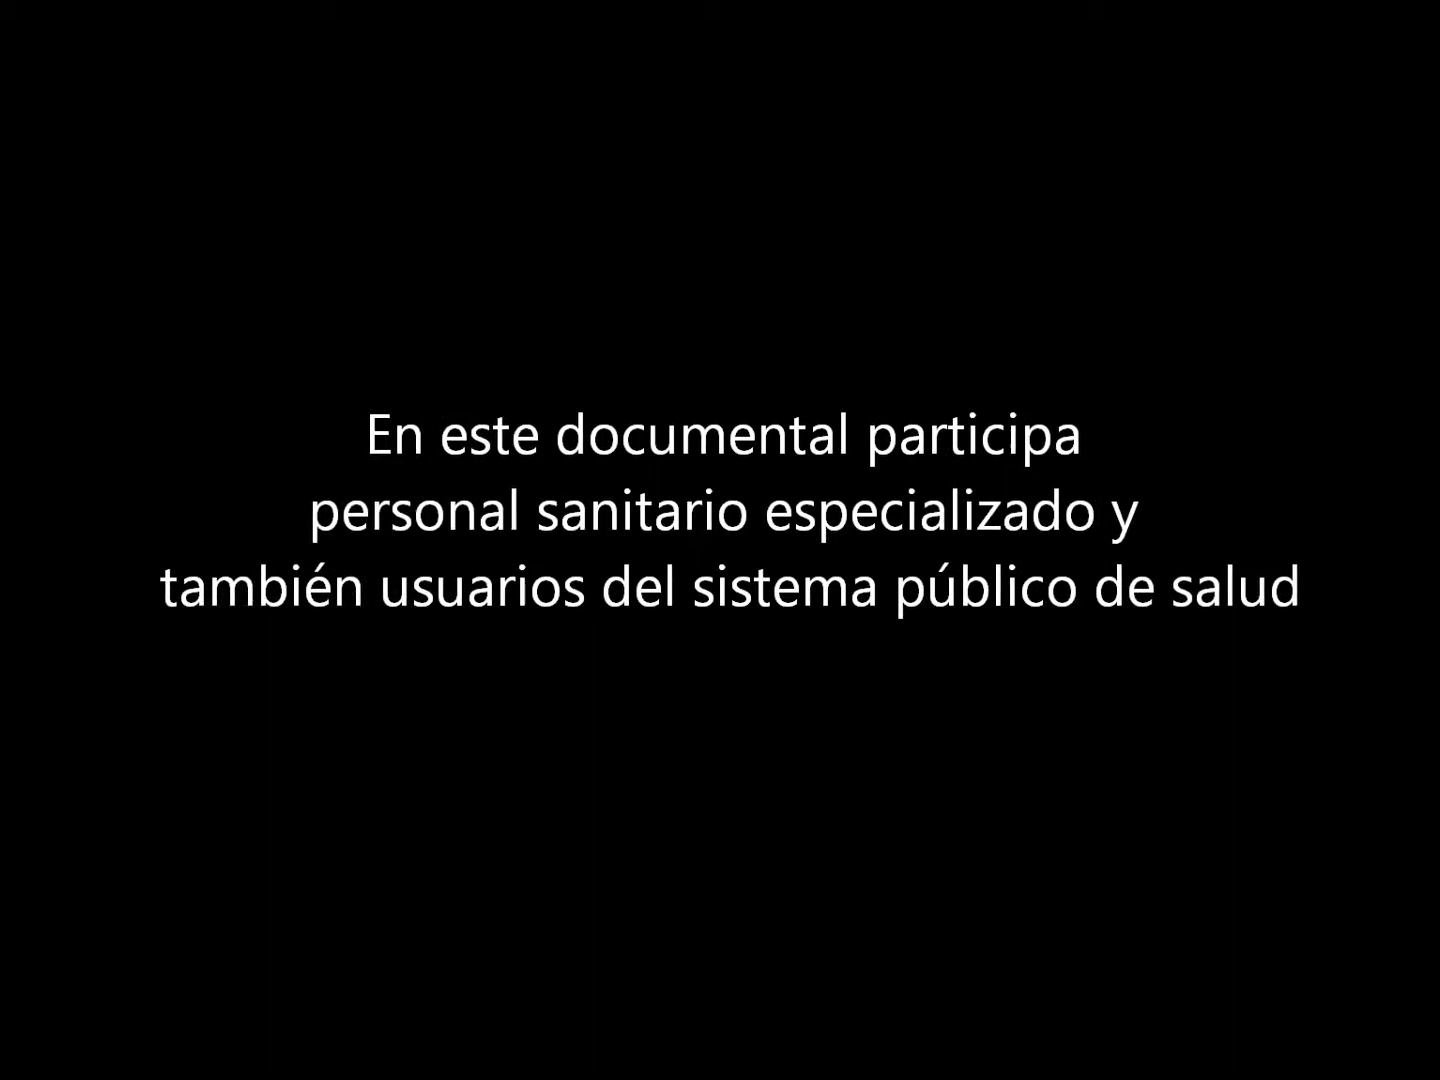 En este documental participa
personal sanitario especializado y
también usuarios del sistema público de salud